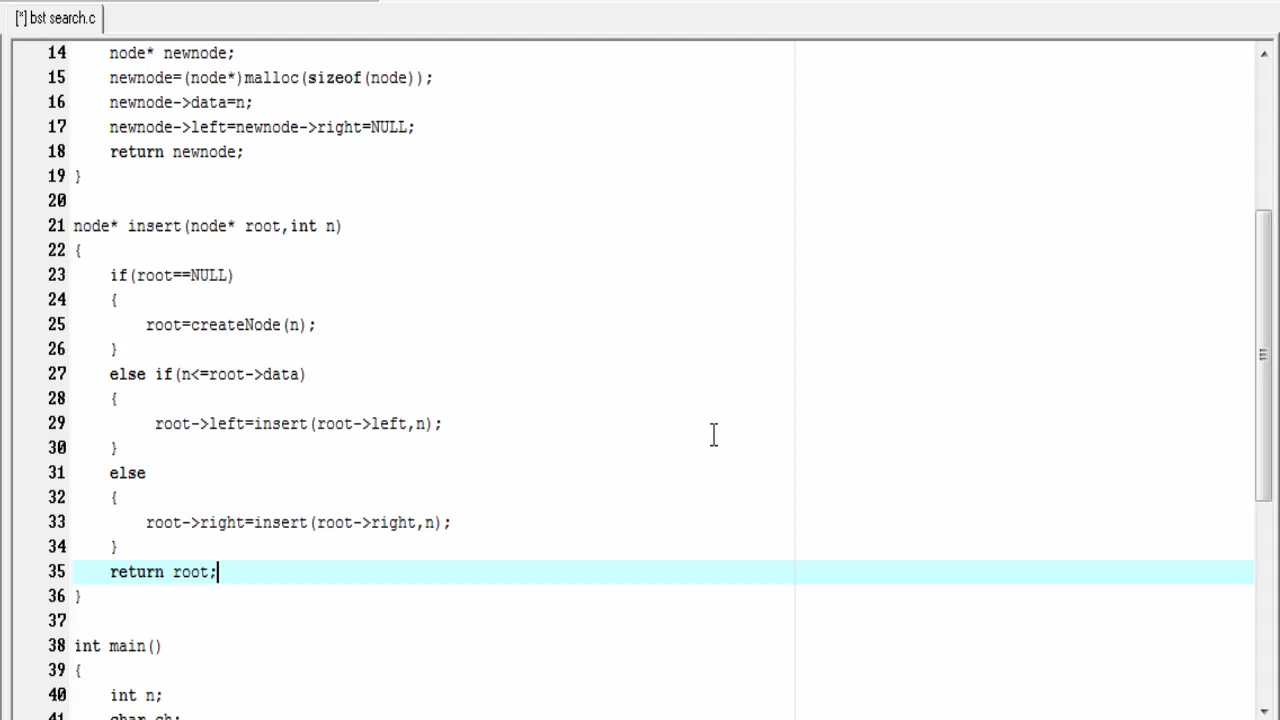 [*] bst search.c
14 node* newnode;
15 newnode=(node*)malloc(sizeof(node));
16 newnode->data=n;
17 newnode->left=newnode->right=NULL;
18 return newnode;
19 }
20
21 node* insert(node* root,int n)
22 {
23 if(root==NULL)
24 {
25 root=createNode(n);
26 }
27 else if(n<=root->data)
28 {
29 root->left=insert(root->left,n);
30 }
31 else
32 {
33 root->right=insert(root->right,n);
34 }
35 return root;
36 }
37
38 int main()
39 {
40 int n;
41 char ch;